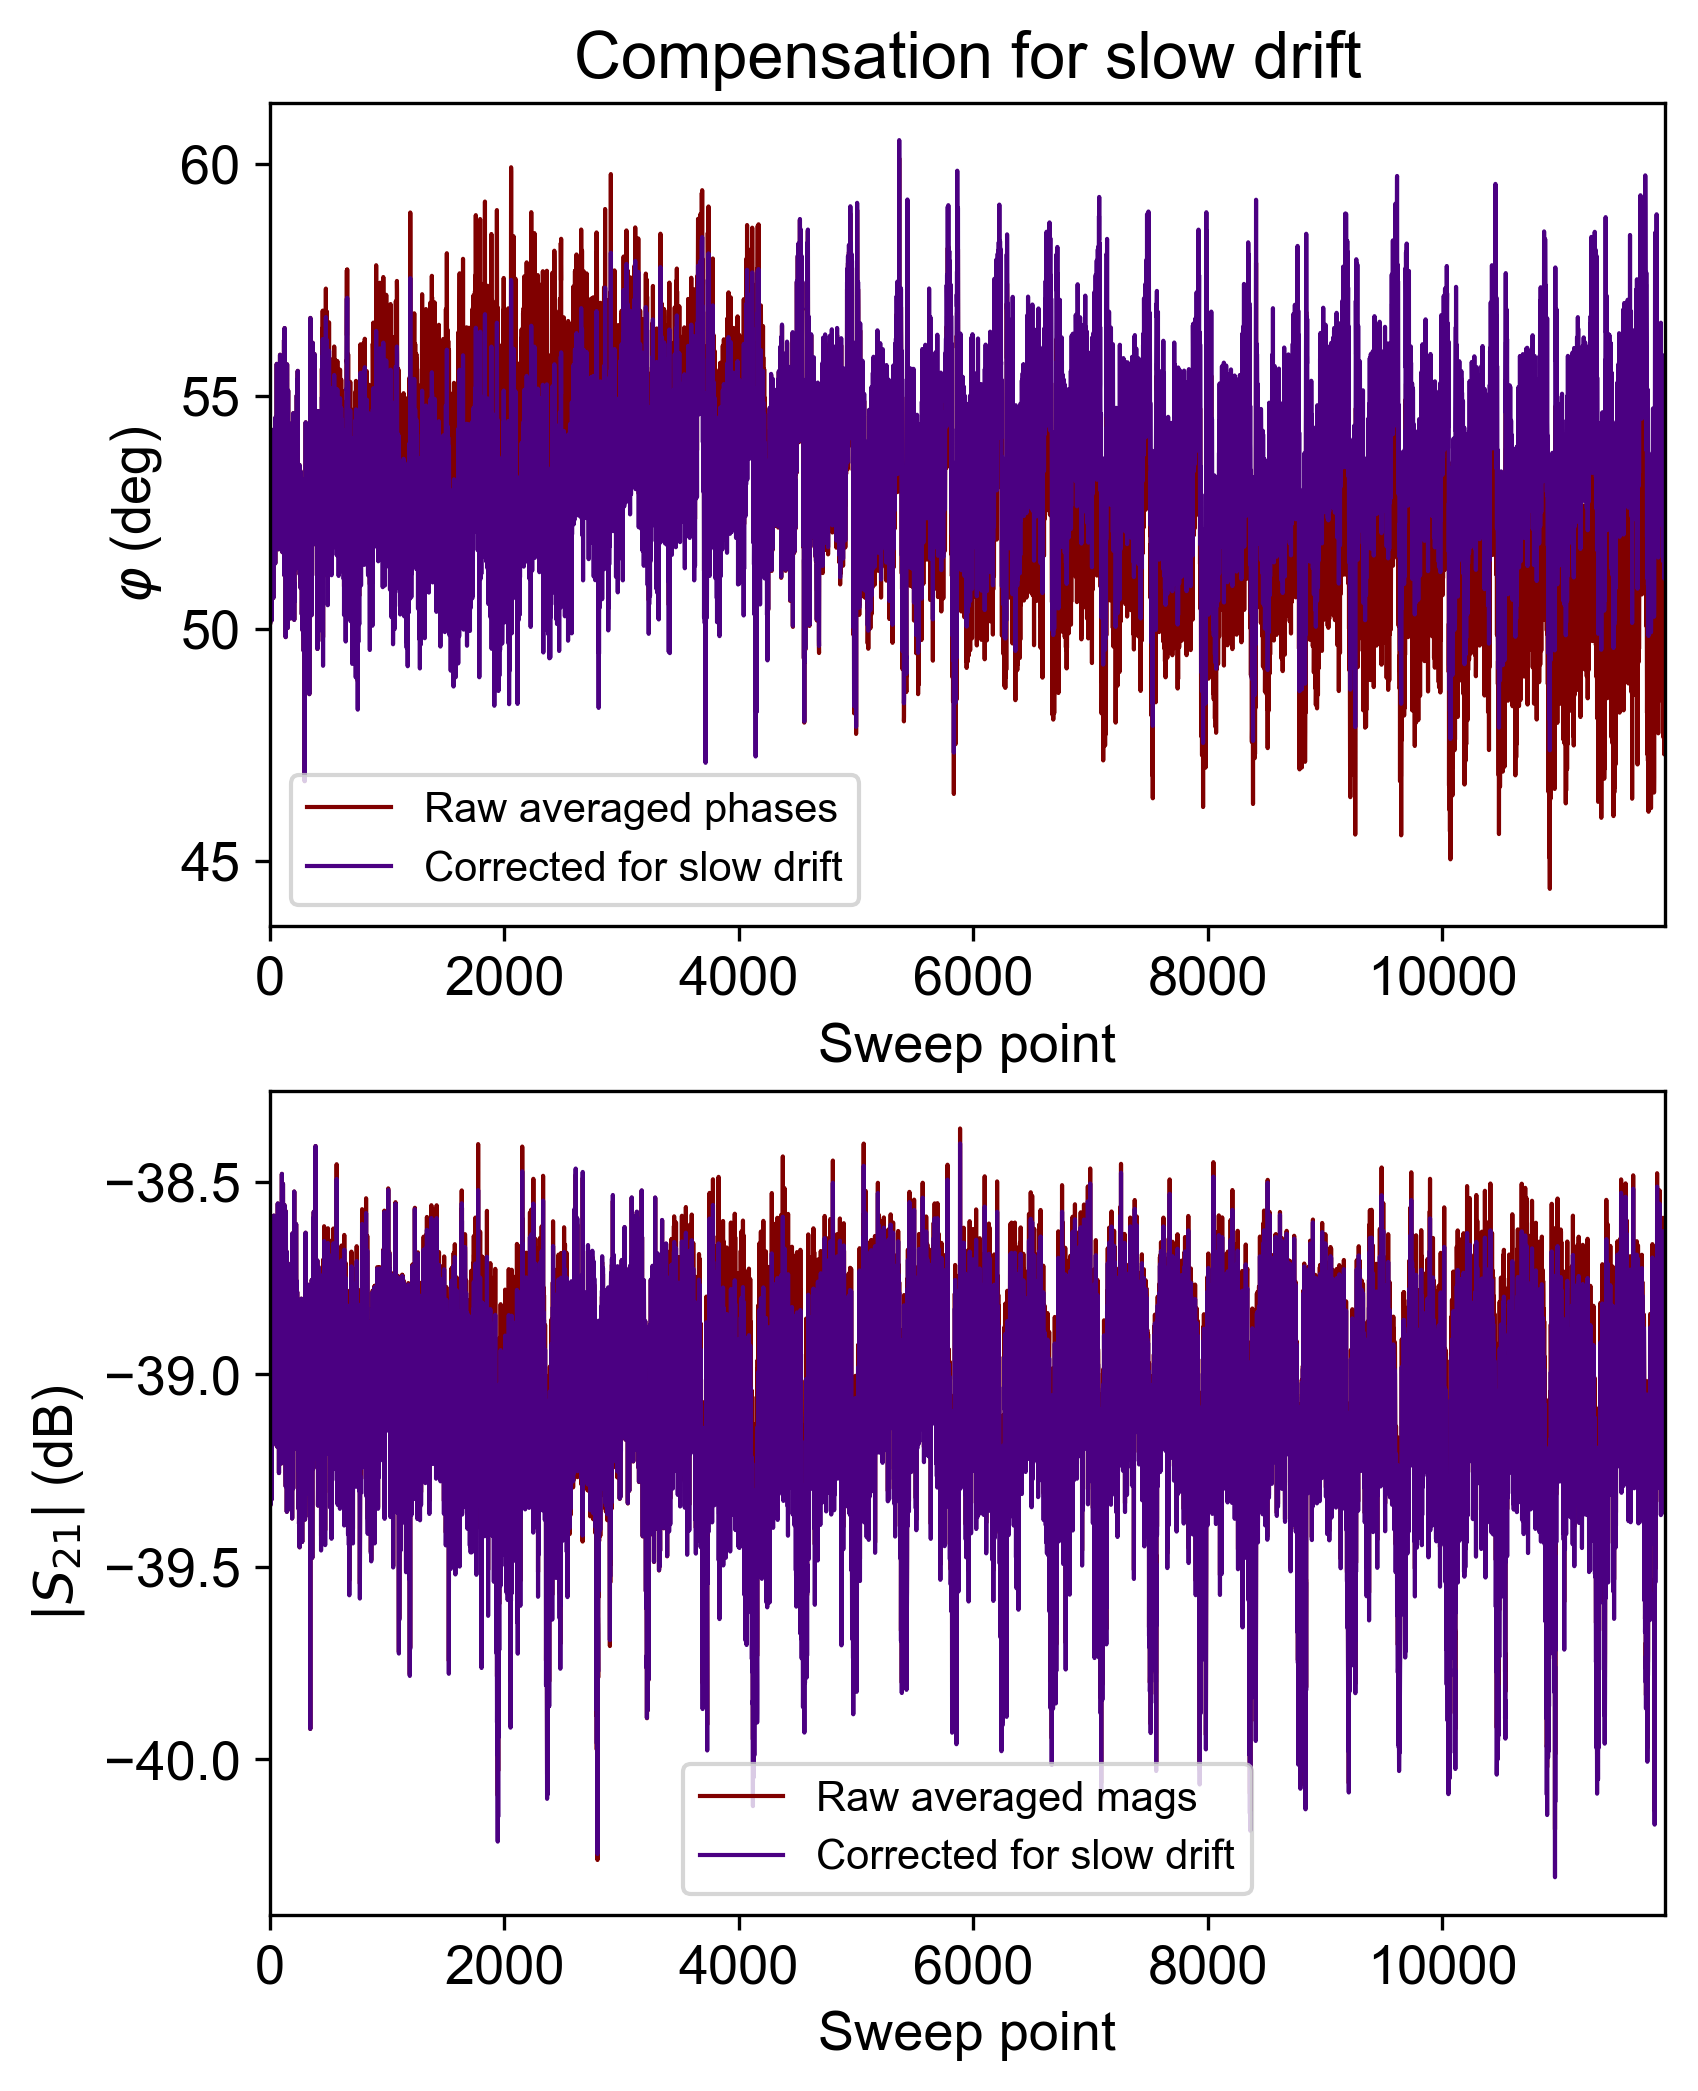 Compensation for slow drift
60
55
50
45
φ (deg)
Raw averaged phases
Corrected for slow drift
0 2000 4000 6000 8000 10000
Sweep point
−38.5
−39.0
−39.5
−40.0
|S₂₁| (dB)
Raw averaged mags
Corrected for slow drift
0 2000 4000 6000 8000 10000
Sweep point